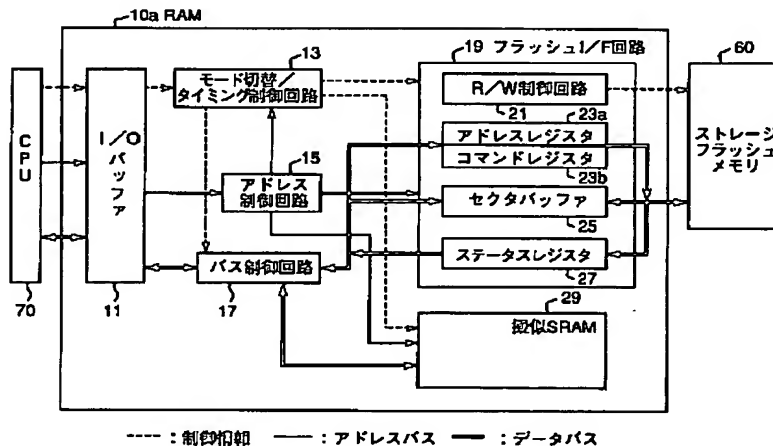 10a RAM
13
モード切替／
タイミング制御回路
19 フラッシュI／F回路
60
R／W制御回路
21
23a
アドレスレジスタ
コマンドレジスタ
23b
ストレージ
フラッシュ
メモリ
CPU
I／O
バッファ
15
アドレス
制御回路
セクタバッファ
25
バス制御回路
ステータスレジスタ
27
70
11
17
29
擬似SRAM
：制御情報
：アドレスバス
：データバス